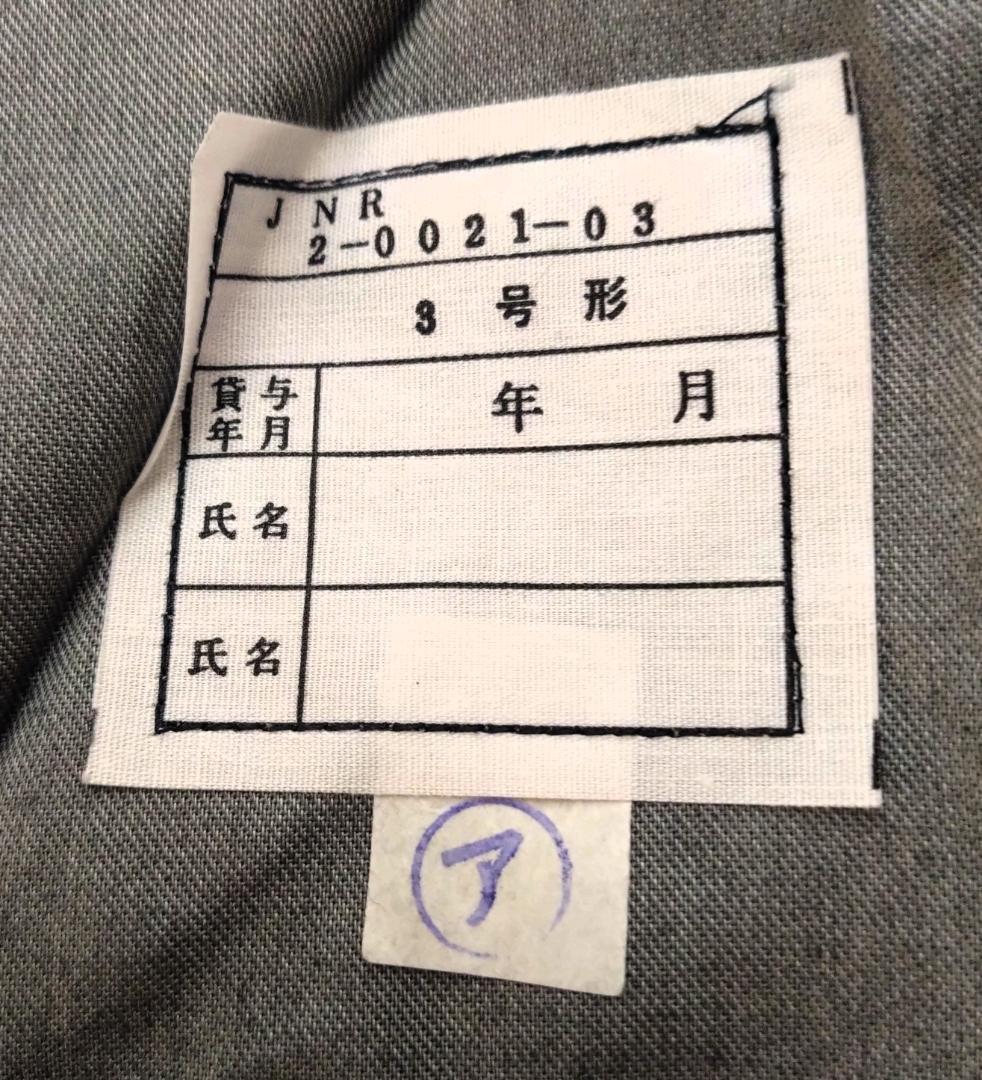 JNR
2-0021-03
3号形
貸与
年月
年 月
氏名
氏名
ア